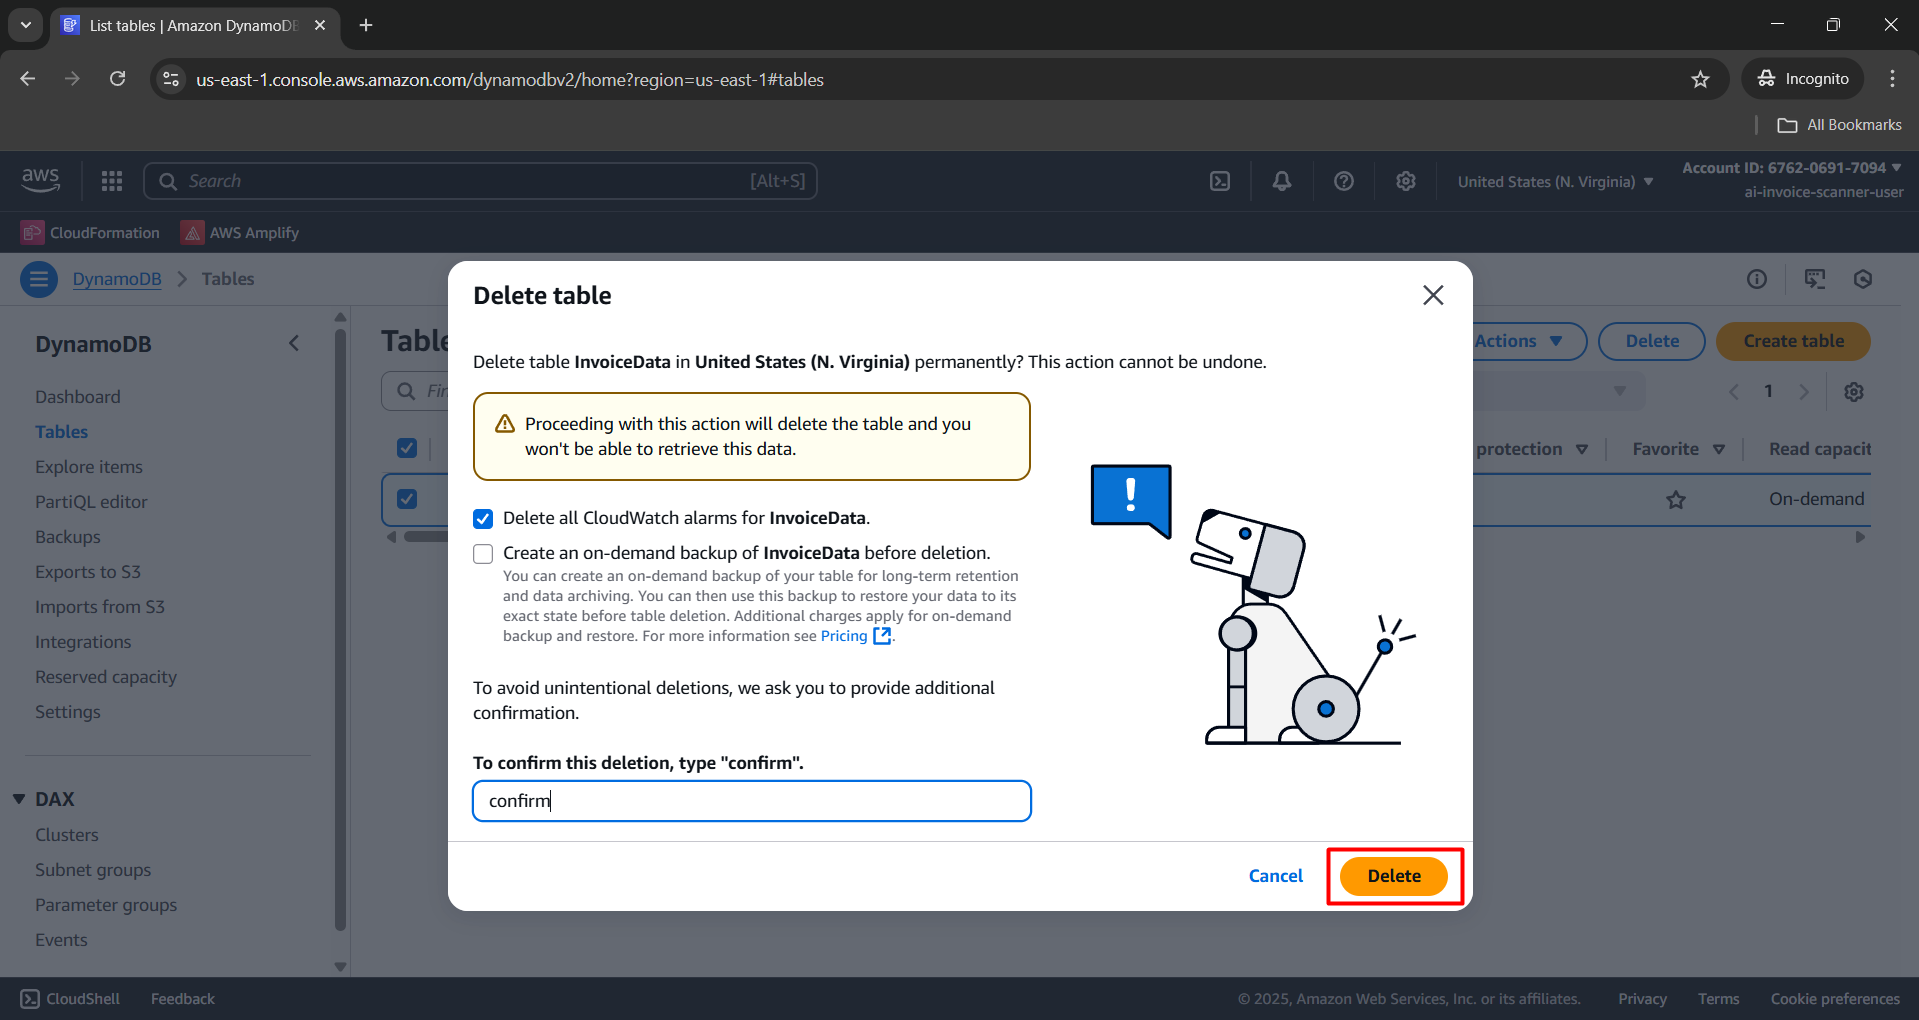 List tables | Amazon DynamoDB
us-east-1.console.aws.amazon.com/dynamodbv2/home?region=us-east-1#tables
Incognito
All Bookmarks
aws
Search
[Alt+S]
United States (N. Virginia)
Account ID: 6762-0691-7094
ai-invoice-scanner-user
CloudFormation
AWS Amplify
DynamoDB
Tables
DynamoDB
Dashboard
Tables
Explore items
PartiQL editor
Backups
Exports to S3
Imports from S3
Integrations
Reserved capacity
Settings
DAX
Clusters
Subnet groups
Parameter groups
Events
Table
Fin
Actions
Delete
Create table
1
protection
Favorite
Read capacit
On-demand
Delete table
Delete table InvoiceData in United States (N. Virginia) permanently? This action cannot be undone.
Proceeding with this action will delete the table and you
won't be able to retrieve this data.
Delete all CloudWatch alarms for InvoiceData.
Create an on-demand backup of InvoiceData before deletion.
You can create an on-demand backup of your table for long-term retention
and data archiving. You can then use this backup to restore your data to its
exact state before table deletion. Additional charges apply for on-demand
backup and restore. For more information see Pricing.
!
To avoid unintentional deletions, we ask you to provide additional
confirmation.
To confirm this deletion, type "confirm".
confirm
Cancel
Delete
CloudShell
Feedback
© 2025, Amazon Web Services, Inc. or its affiliates.
Privacy
Terms
Cookie preferences